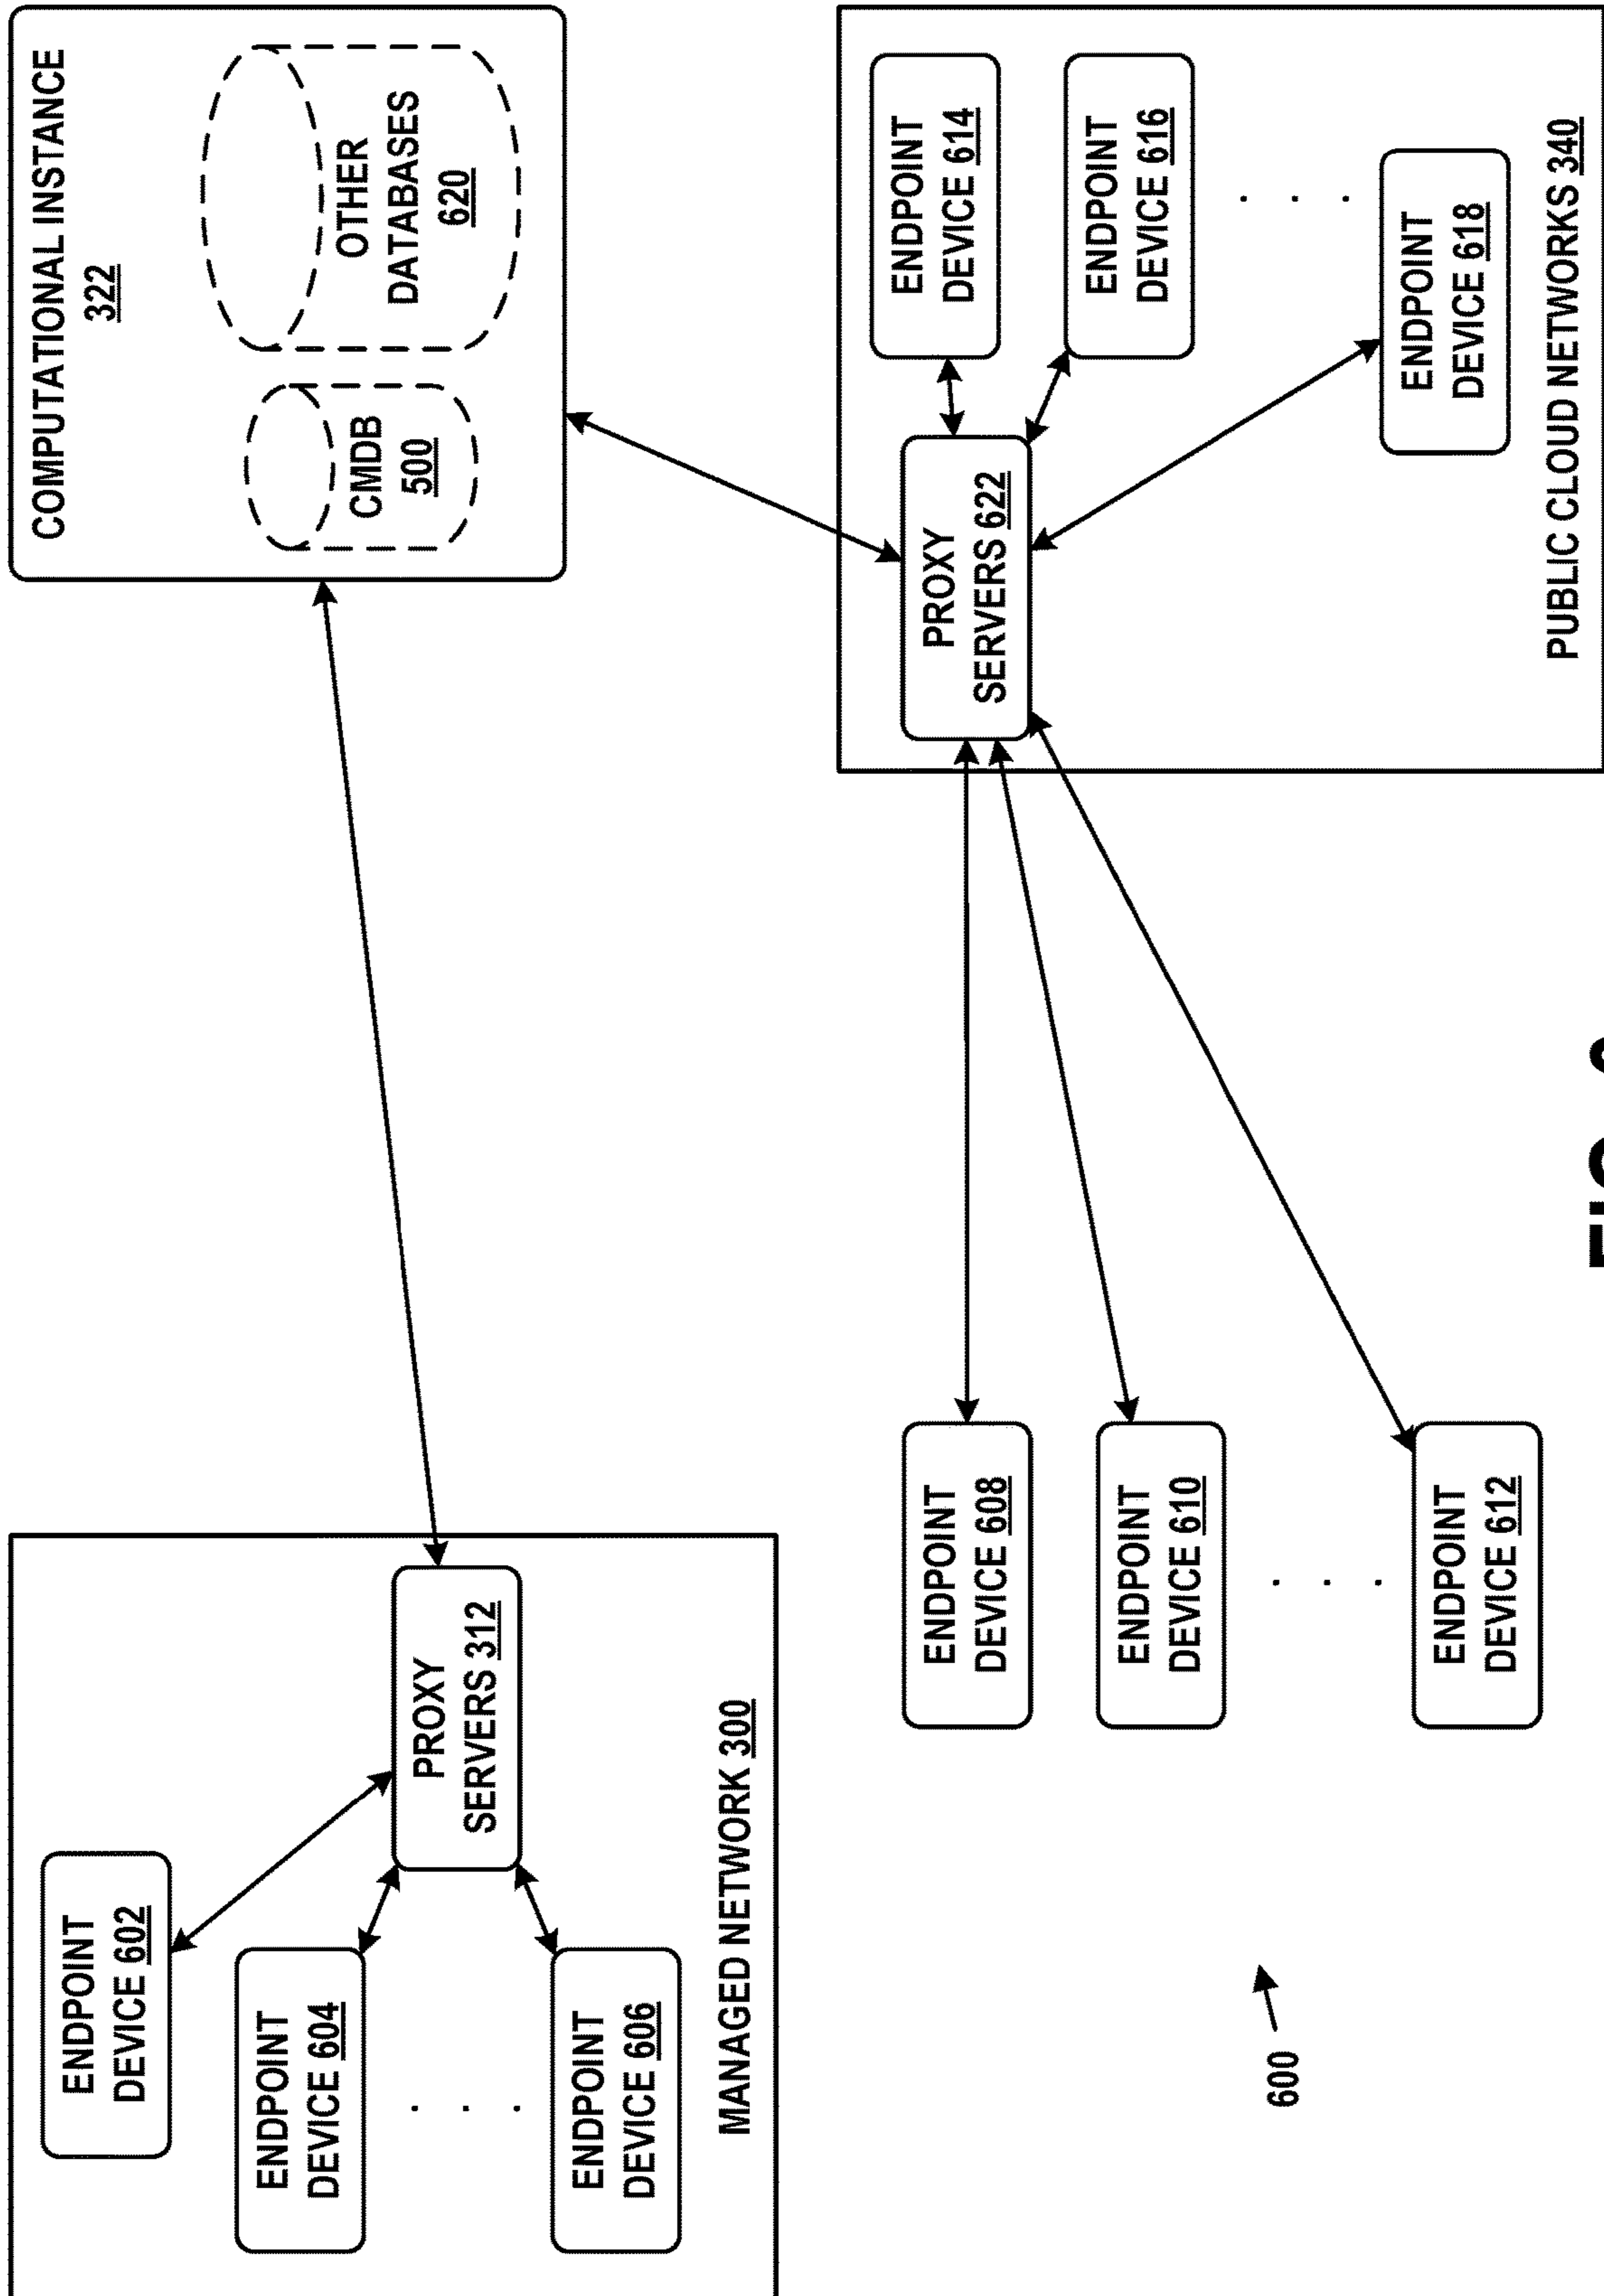 ENDPOINT
DEVICE 602
ENDPOINT
DEVICE 604
. . .
ENDPOINT
DEVICE 606
PROXY
SERVERS 312
MANAGED NETWORK 300
COMPUTATIONAL INSTANCE
322
CMDB
500
OTHER
DATABASES
620
ENDPOINT
DEVICE 608
ENDPOINT
DEVICE 610
. . .
ENDPOINT
DEVICE 612
PROXY
SERVERS 622
ENDPOINT
DEVICE 614
ENDPOINT
DEVICE 616
. . .
ENDPOINT
DEVICE 618
PUBLIC CLOUD NETWORKS 340
600